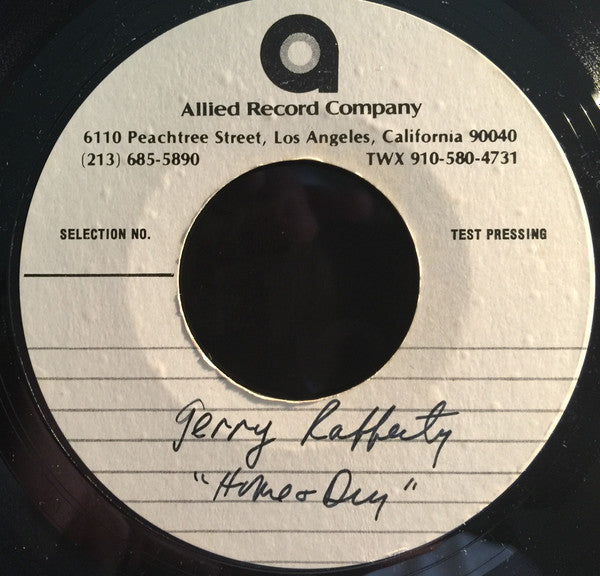 a
Allied Record Company
6110 Peachtree Street, Los Angeles, California 90040
(213) 685-5890 TWX 910-580-4731
SELECTION NO. TEST PRESSING
Gerry Rafferty
"Home & Dry"